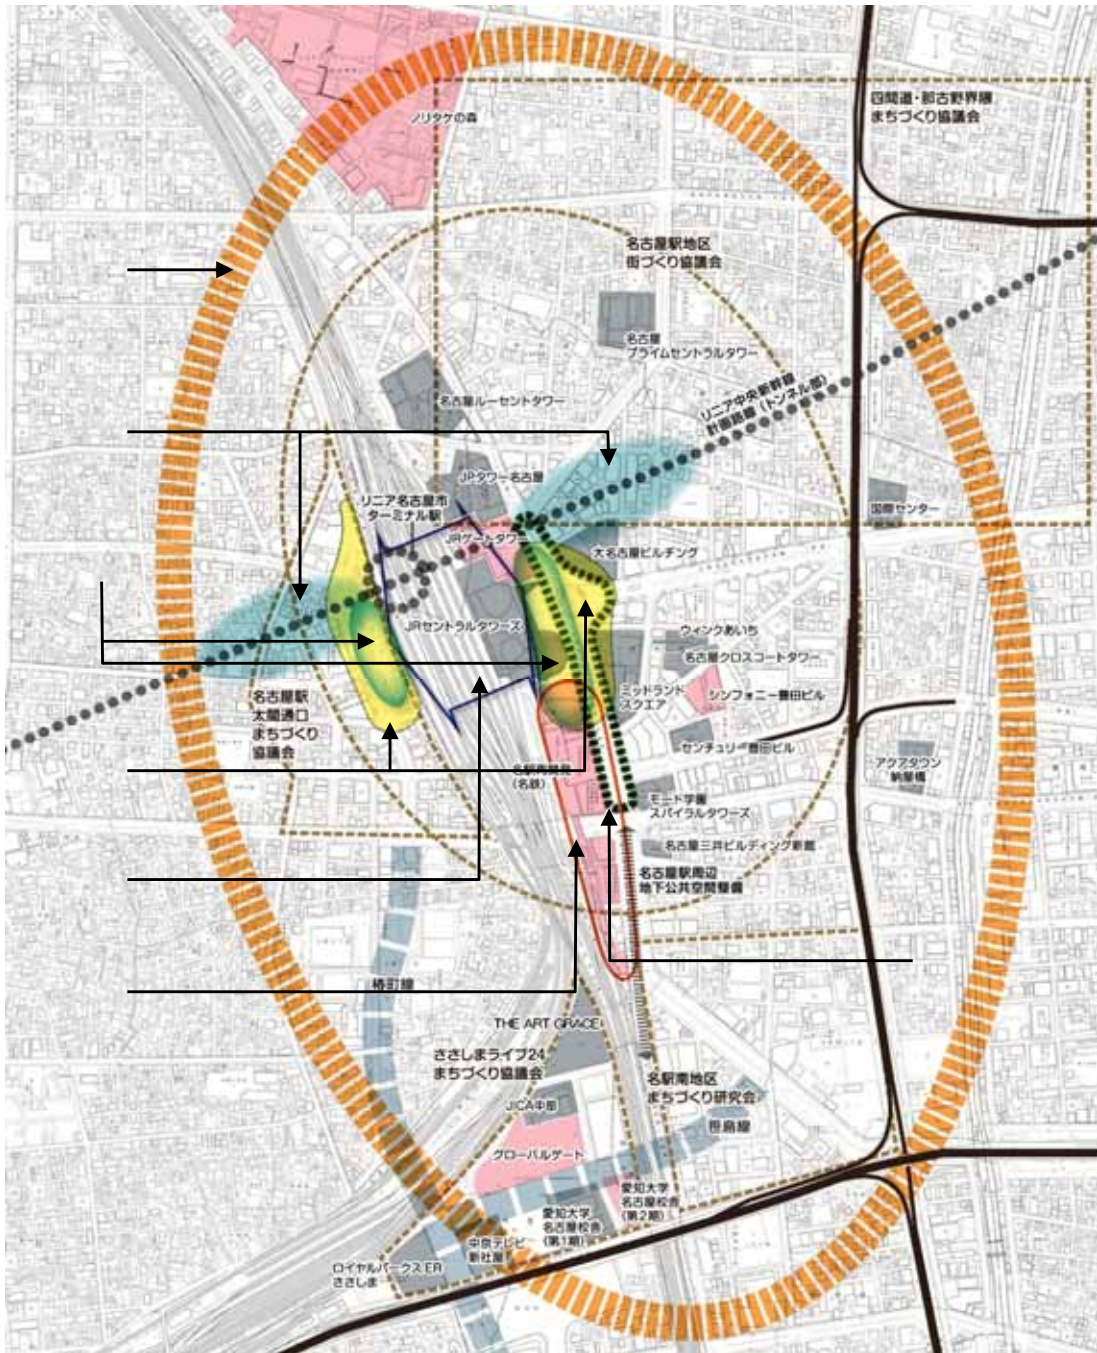 ノリタケの森
四間道・那古野界隈
まちづくり協議会
名古屋駅地区
街づくり協議会
名古屋
プライムセントラルタワー
リニア中央新幹線
計画路線（トンネル部）
名古屋ルーセントタワー
JPタワー名古屋
リニア名古屋市
ターミナル駅
国際センター
JRゲートタワー
大名古屋ビルヂング
JRセントラルタワーズ
ウィンクあいち
名古屋クロスコートタワー
ミッドランド
スクエア
シンフォニー豊田ビル
名古屋駅
太閤通口
まちづくり
協議会
センチュリー豊田ビル
アクアタウン
納屋橋
名駅再開発
（名鉄）
モード学園
スパイラルタワーズ
名古屋三井ビルディング新館
名古屋駅周辺
地下公共空間整備
椿町線
THE ART GRACE
ささしまライブ24
まちづくり協議会
名駅南地区
まちづくり研究会
JICA中部
笹島線
グローバルゲート
愛知大学
名古屋校舎
（第2期）
愛知大学
名古屋校舎
（第1期）
中京テレビ
新社屋
ロイヤルパークス ER
ささしま